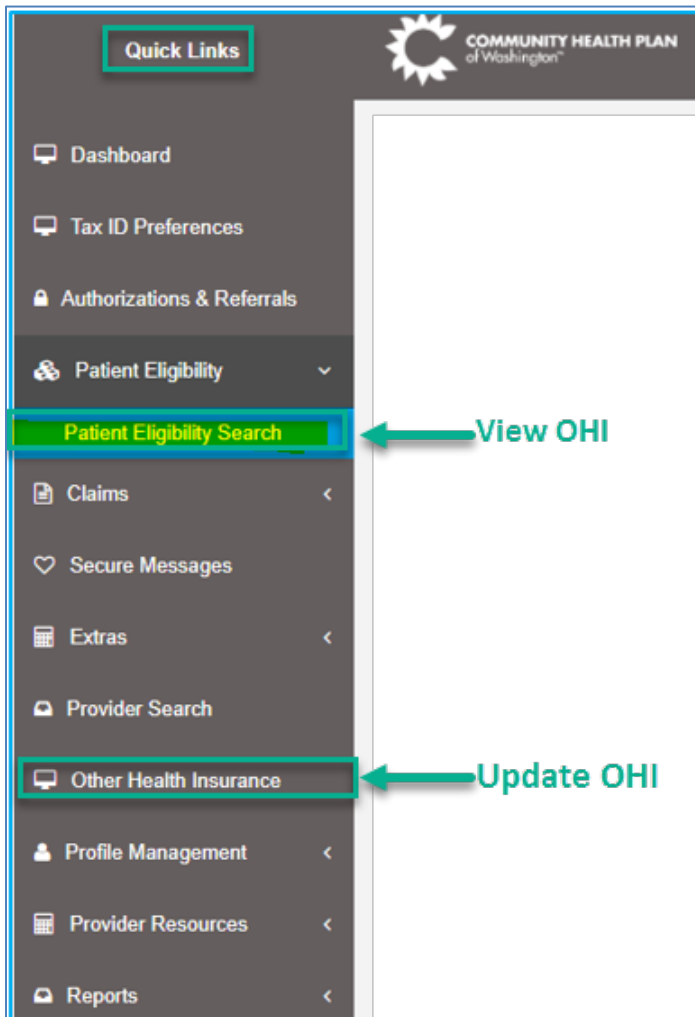 Quick Links
COMMUNITY HEALTH PLAN
of Washington™
Dashboard
Tax ID Preferences
Authorizations & Referrals
Patient Eligibility
Patient Eligibility Search
View OHI
Claims
Secure Messages
Extras
Provider Search
Other Health Insurance
Update OHI
Profile Management
Provider Resources
Reports